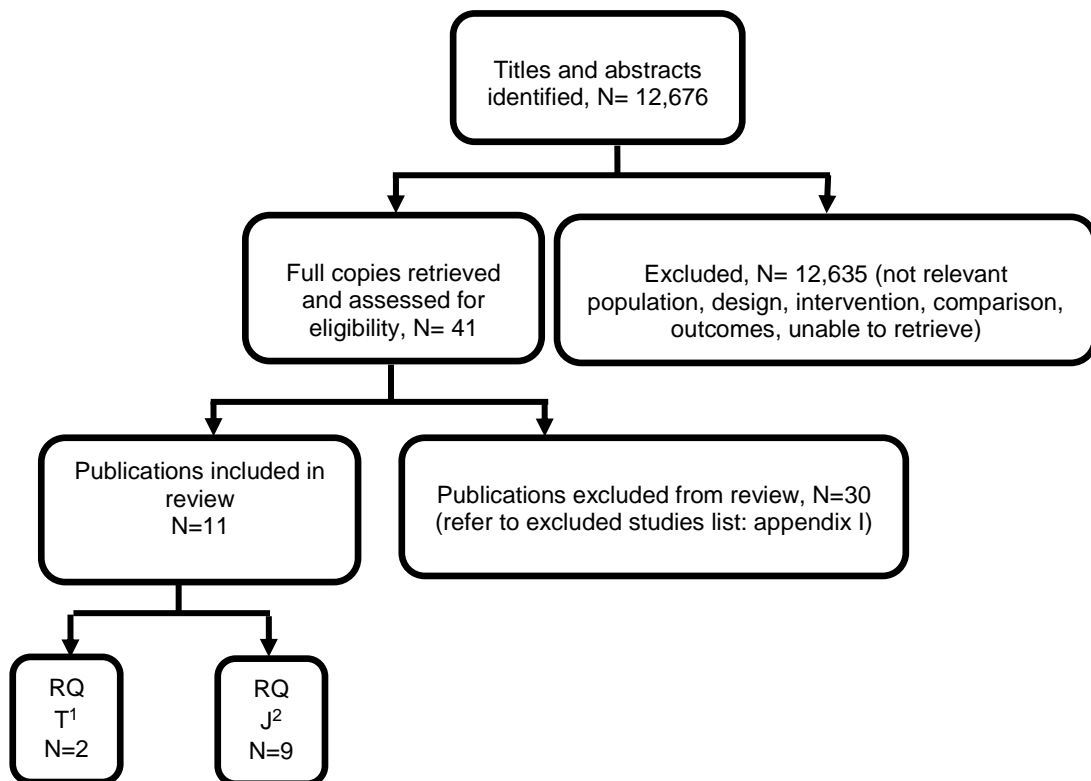 Titles and abstracts
identified, N= 12,676
Full copies retrieved
and assessed for
eligibility, N= 41
Excluded, N= 12,635 (not relevant
population, design, intervention, comparison,
outcomes, unable to retrieve)
Publications included in
review
N=11
Publications excluded from review, N=30
(refer to excluded studies list: appendix I)
RQ
T¹
N=2
RQ
J²
N=9